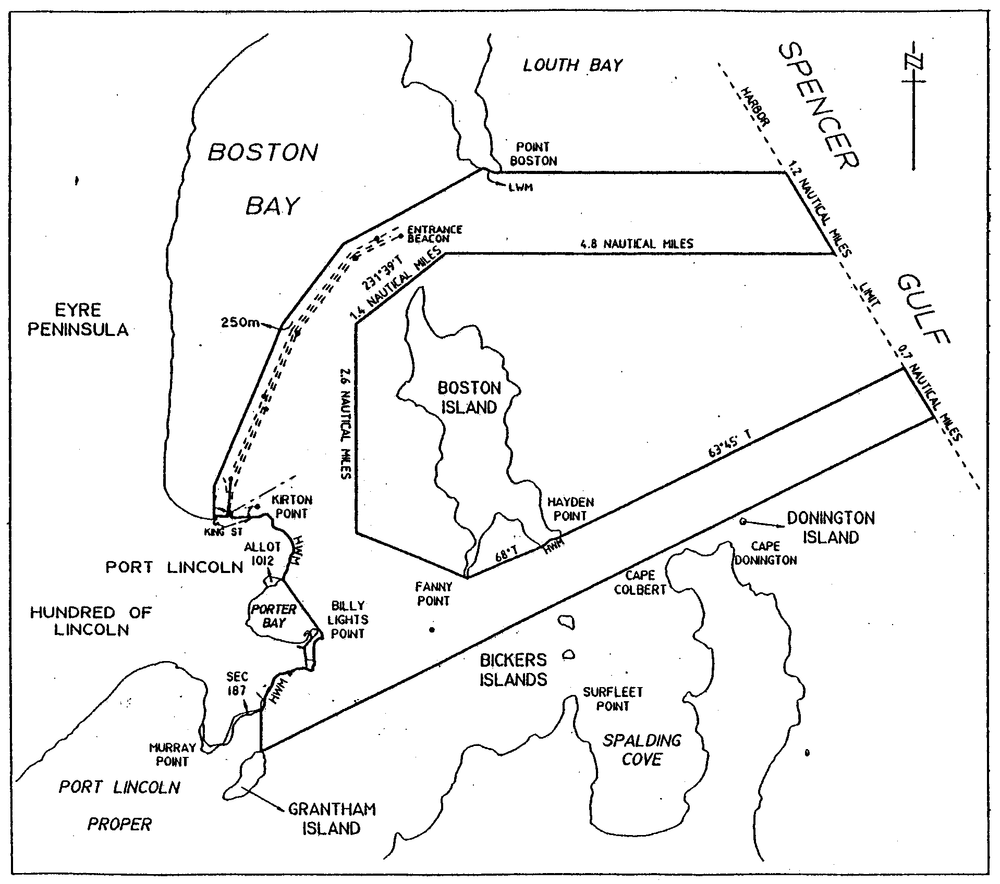 LOUTH BAY
SPENCER
N
HARBOR
BOSTON
BAY
POINT
BOSTON
LWM
1.2 NAUTICAL MILES
ENTRANCE
BEACON
4.8 NAUTICAL MILES
231°39'T
1.4 NAUTICAL MILES
LIMIT
GULF
EYRE
PENINSULA
250m
2.6 NAUTICAL MILES
BOSTON
ISLAND
0.7 NAUTICAL MILES
63°45' T
KIRTON
POINT
HAYDEN
POINT
KING ST
HWM
DONINGTON
ISLAND
ALLOT
1012
HWM
68°T
CAPE
DONINGTON
PORT LINCOLN
FANNY
POINT
CAPE
COLBERT
HUNDRED OF
LINCOLN
PORTER
BAY
BILLY
LIGHTS
POINT
BICKERS
ISLANDS
SEC
187
HWM
SURFLEET
POINT
MURRAY
POINT
SPALDING
COVE
PORT LINCOLN
PROPER
GRANTHAM
ISLAND